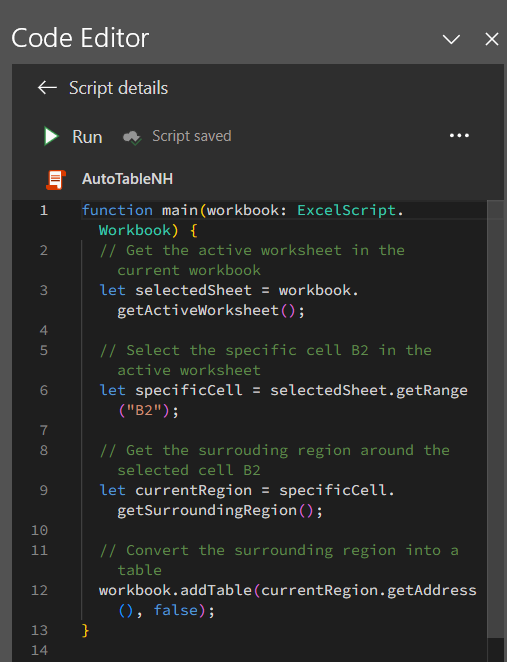 Code Editor
Script details
Run Script saved
AutoTableNH
1 function main(workbook: ExcelScript.
Workbook) {
2 // Get the active worksheet in the
current workbook
3 let selectedSheet = workbook.
getActiveWorksheet();
4
5 // Select the specific cell B2 in the
active worksheet
6 let specificCell = selectedSheet.getRange
("B2");
7
8 // Get the surrouding region around the
selected cell B2
9 let currentRegion = specificCell.
getSurroundingRegion();
10
11 // Convert the surrounding region into a
table
12 workbook.addTable(currentRegion.getAddress
(), false);
13 }
14